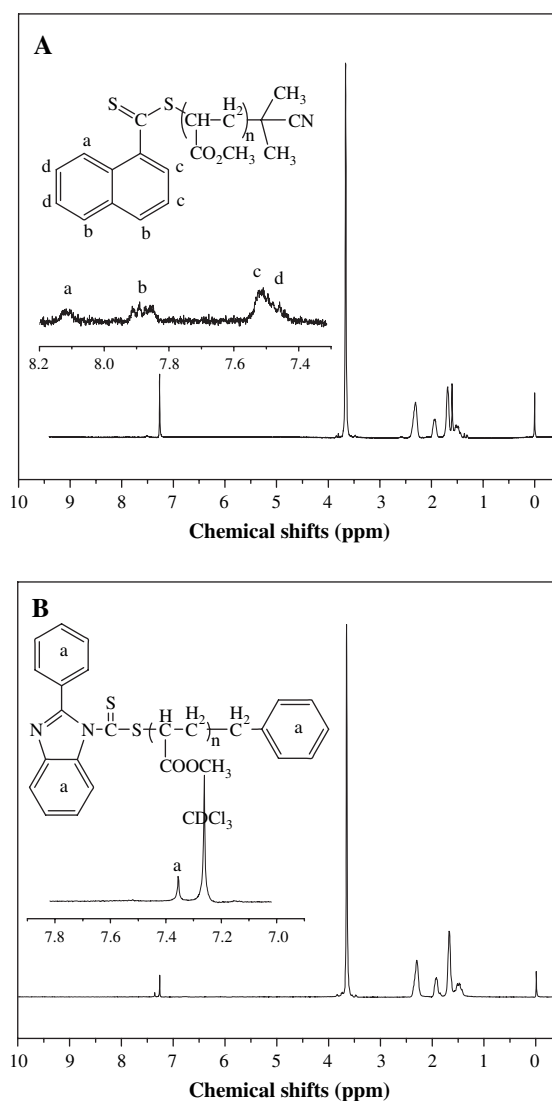 A
S
S
CH
H₂
C
CH₃
C
n
CN
CO₂CH₃
CH₃
a
d
c
d
c
b
b
a
b
c
d
8.2 8.0 7.8 7.6 7.4
10 9 8 7 6 5 4 3 2 1 0
Chemical shifts (ppm)
B
a
S
H
H₂
H₂
N
N
C
S
C
C
C
n
a
COOCH₃
a
CDCl₃
a
7.8 7.6 7.4 7.2 7.0
10 9 8 7 6 5 4 3 2 1 0
Chemical shifts (ppm)